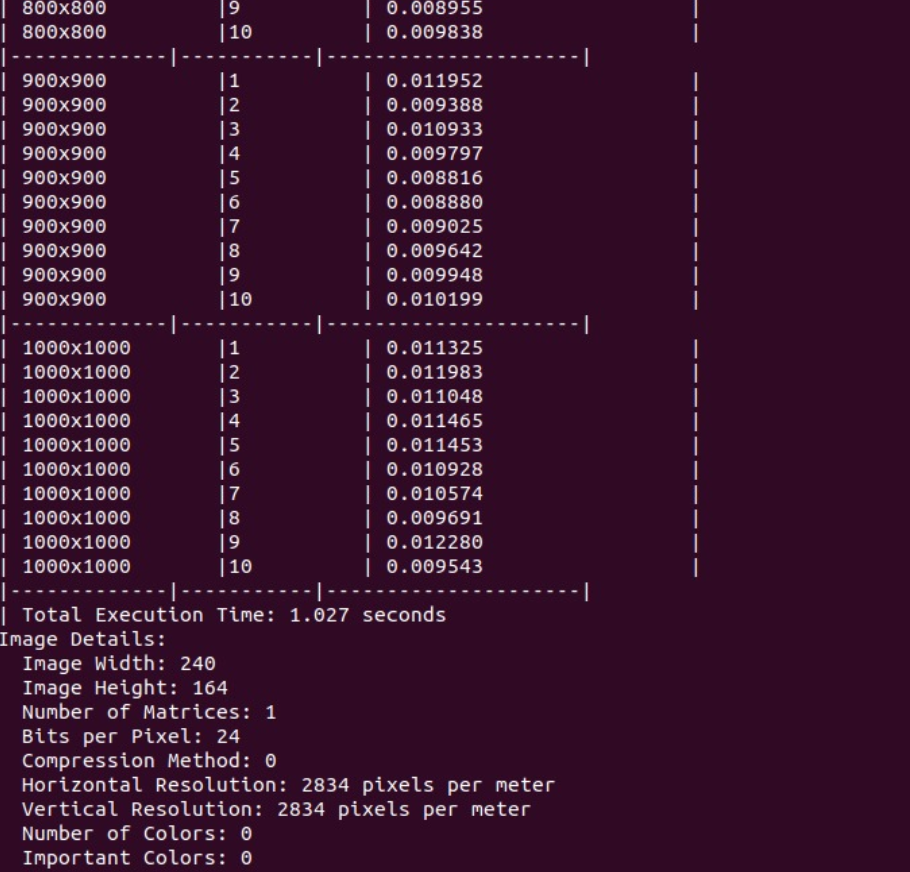 | 800x800 |9 | 0.008955 |
| 800x800 |10 | 0.009838 |
|-------------|-----------|---------------------|
| 900x900 |1 | 0.011952 |
| 900x900 |2 | 0.009388 |
| 900x900 |3 | 0.010933 |
| 900x900 |4 | 0.009797 |
| 900x900 |5 | 0.008816 |
| 900x900 |6 | 0.008880 |
| 900x900 |7 | 0.009025 |
| 900x900 |8 | 0.009642 |
| 900x900 |9 | 0.009948 |
| 900x900 |10 | 0.010199 |
|-------------|-----------|---------------------|
| 1000x1000 |1 | 0.011325 |
| 1000x1000 |2 | 0.011983 |
| 1000x1000 |3 | 0.011048 |
| 1000x1000 |4 | 0.011465 |
| 1000x1000 |5 | 0.011453 |
| 1000x1000 |6 | 0.010928 |
| 1000x1000 |7 | 0.010574 |
| 1000x1000 |8 | 0.009691 |
| 1000x1000 |9 | 0.012280 |
| 1000x1000 |10 | 0.009543 |
|-------------|-----------|---------------------|
| Total Execution Time: 1.027 seconds
Image Details:
  Image Width: 240
  Image Height: 164
  Number of Matrices: 1
  Bits per Pixel: 24
  Compression Method: 0
  Horizontal Resolution: 2834 pixels per meter
  Vertical Resolution: 2834 pixels per meter
  Number of Colors: 0
  Important Colors: 0